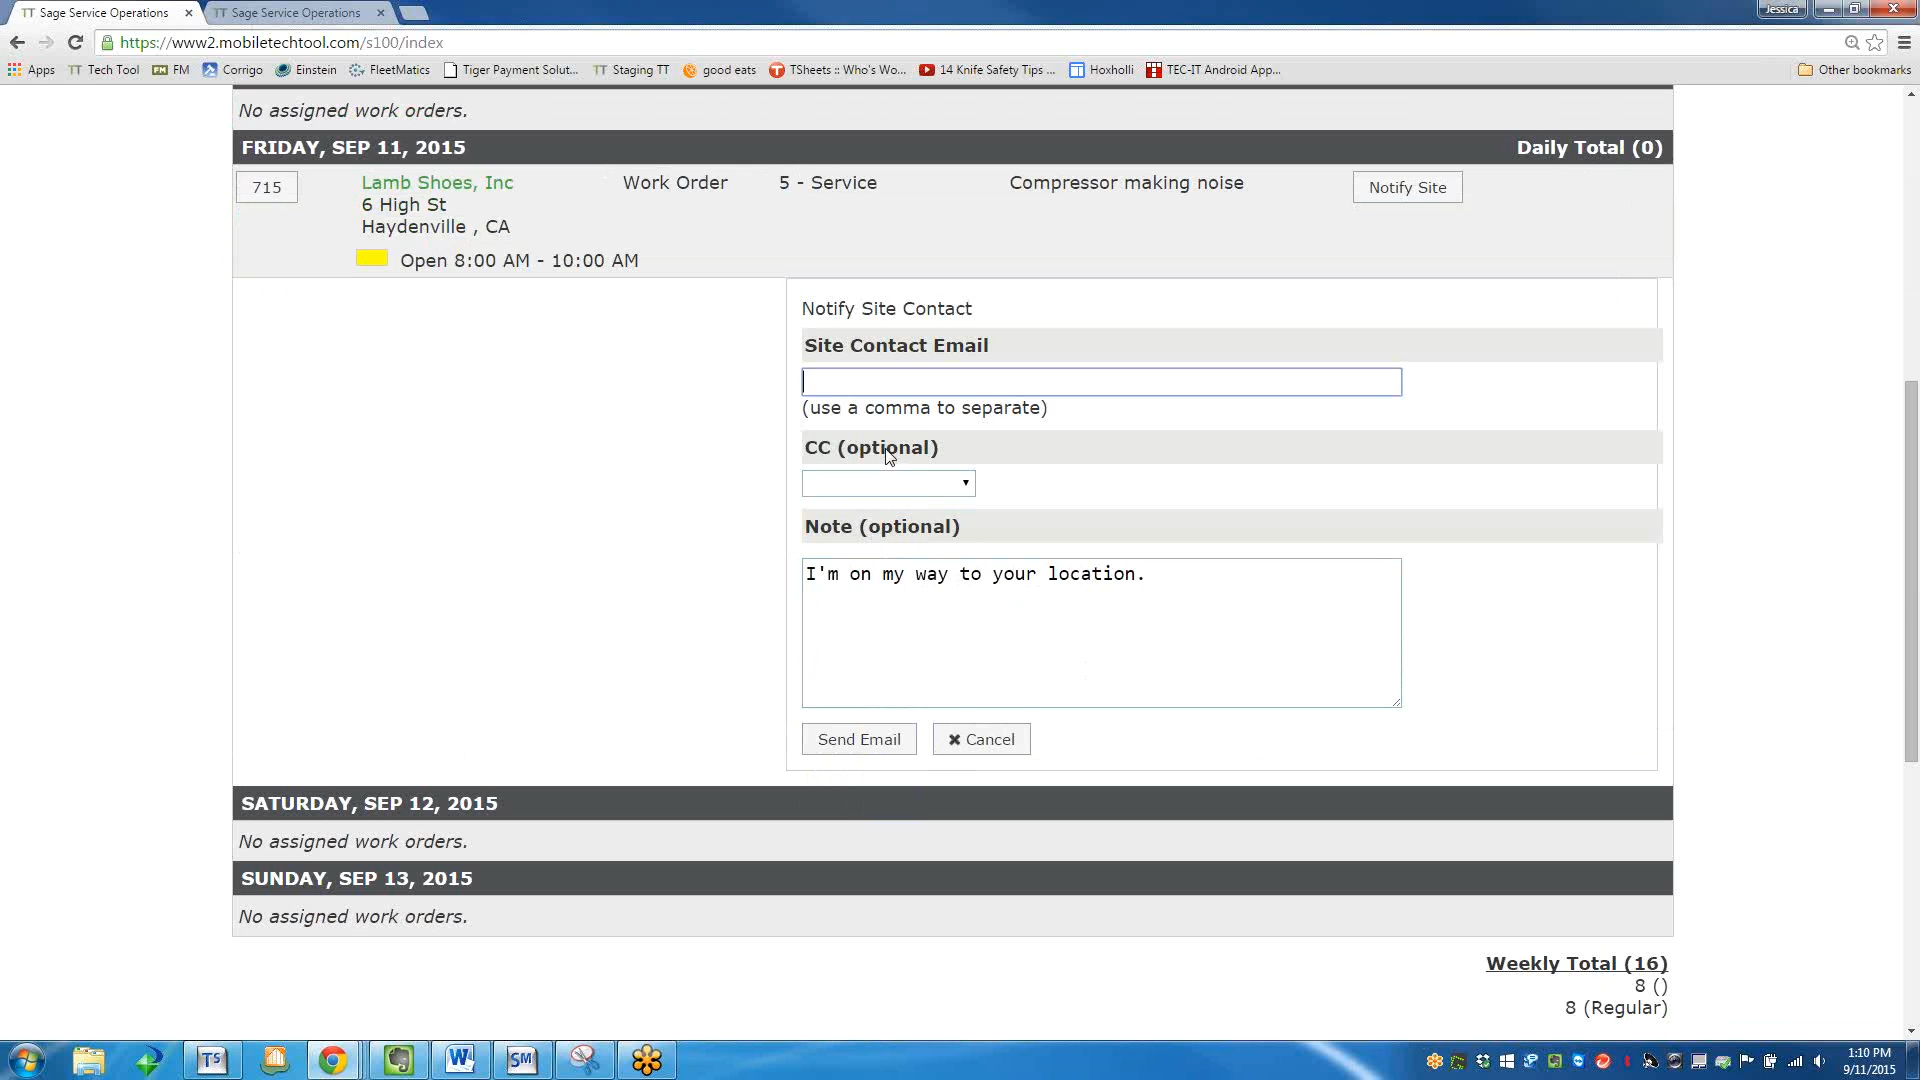 TT Sage Service Operations
TT Sage Service Operations
Jessica
https://www2.mobiletechtool.com/s100/index
Apps TT Tech Tool FM FM Corrigo Einstein FleetMatics Tiger Payment Solut... TT Staging TT good eats TSheets :: Who's Wo... 14 Knife Safety Tips ... Hoxholli TEC-IT Android App... Other bookmarks
No assigned work orders.
FRIDAY, SEP 11, 2015 Daily Total (0)
715 Lamb Shoes, Inc Work Order 5 - Service Compressor making noise Notify Site
6 High St
Haydenville , CA
Open 8:00 AM - 10:00 AM
Notify Site Contact
Site Contact Email
(use a comma to separate)
CC (optional)
Note (optional)
I'm on my way to your location.
Send Email ✖ Cancel
SATURDAY, SEP 12, 2015
No assigned work orders.
SUNDAY, SEP 13, 2015
No assigned work orders.
Weekly Total (16)
8 ()
8 (Regular)
TS W SM
1:10 PM
9/11/2015